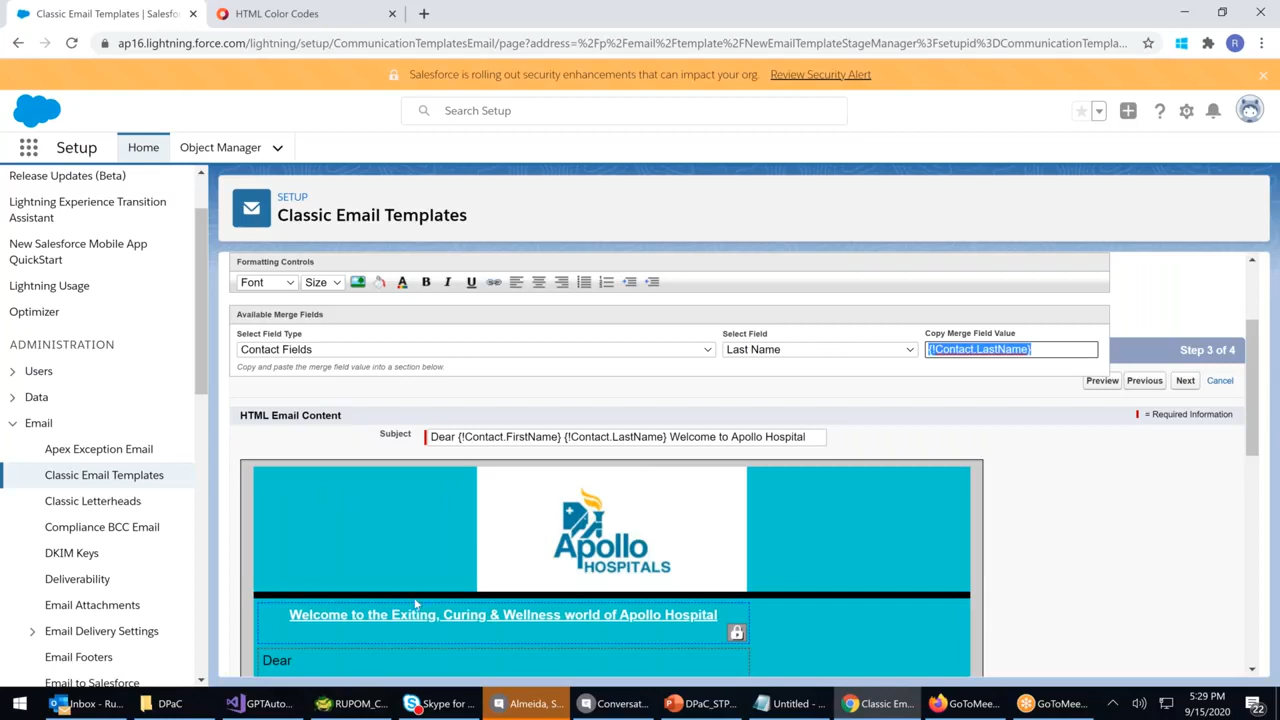 Classic Email Templates | Salesfo
HTML Color Codes
ap16.lightning.force.com/lightning/setup/CommunicationTemplatesEmail/page?address=%2Fp%2Femail%2Ftemplate%2FNewEmailTemplateStageManager%3Fsetupid%3DCommunicationTempla...
R
Salesforce is rolling out security enhancements that can impact your org. Review Security Alert
Search Setup
Setup
Home
Object Manager
Release Updates (Beta)
Lightning Experience Transition
Assistant
New Salesforce Mobile App
QuickStart
Lightning Usage
Optimizer
ADMINISTRATION
Users
Data
Email
Apex Exception Email
Classic Email Templates
Classic Letterheads
Compliance BCC Email
DKIM Keys
Deliverability
Email Attachments
Email Delivery Settings
Email Footers
Email to Salesforce
SETUP
Classic Email Templates
Formatting Controls
Font
Size
A
B
I
U
Available Merge Fields
Select Field Type
Select Field
Copy Merge Field Value
Contact Fields
Last Name
{!Contact.LastName}
Copy and paste the merge field value into a section below.
Step 3 of 4
Preview
Previous
Next
Cancel
HTML Email Content
= Required Information
Subject
Dear {!Contact.FirstName} {!Contact.LastName} Welcome to Apollo Hospital
Apollo
HOSPITALS
Welcome to the Exiting, Curing & Wellness world of Apollo Hospital
Dear
Inbox - Ru...
DPaC
GPTAuto...
RUPOM_C...
Skype for ...
Almeida, S...
Conversat...
DPaC_STP...
Untitled - ...
Classic Em...
GoToMee...
GoToMee...
5:29 PM
9/15/2020
22